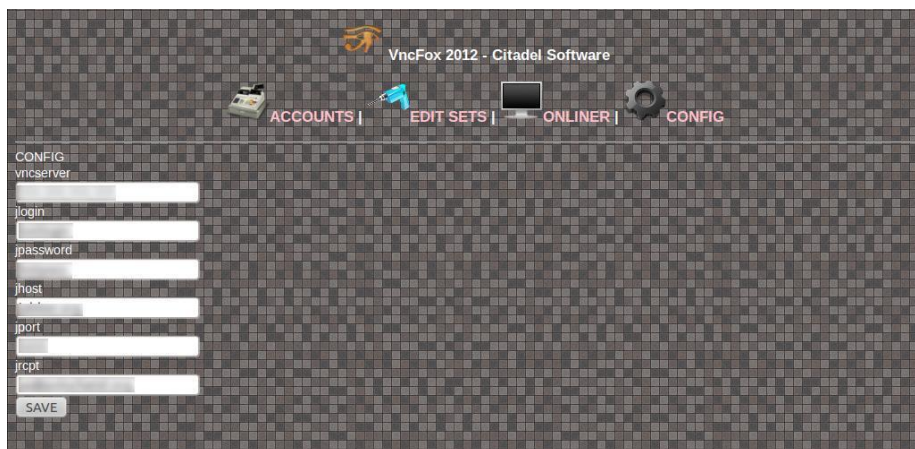 VncFox 2012 - Citadel Software
ACCOUNTS | EDIT SETS | ONLINER | CONFIG
CONFIG
vncserver
jlogin
jpassword
jhost
jport
jrcpt
SAVE